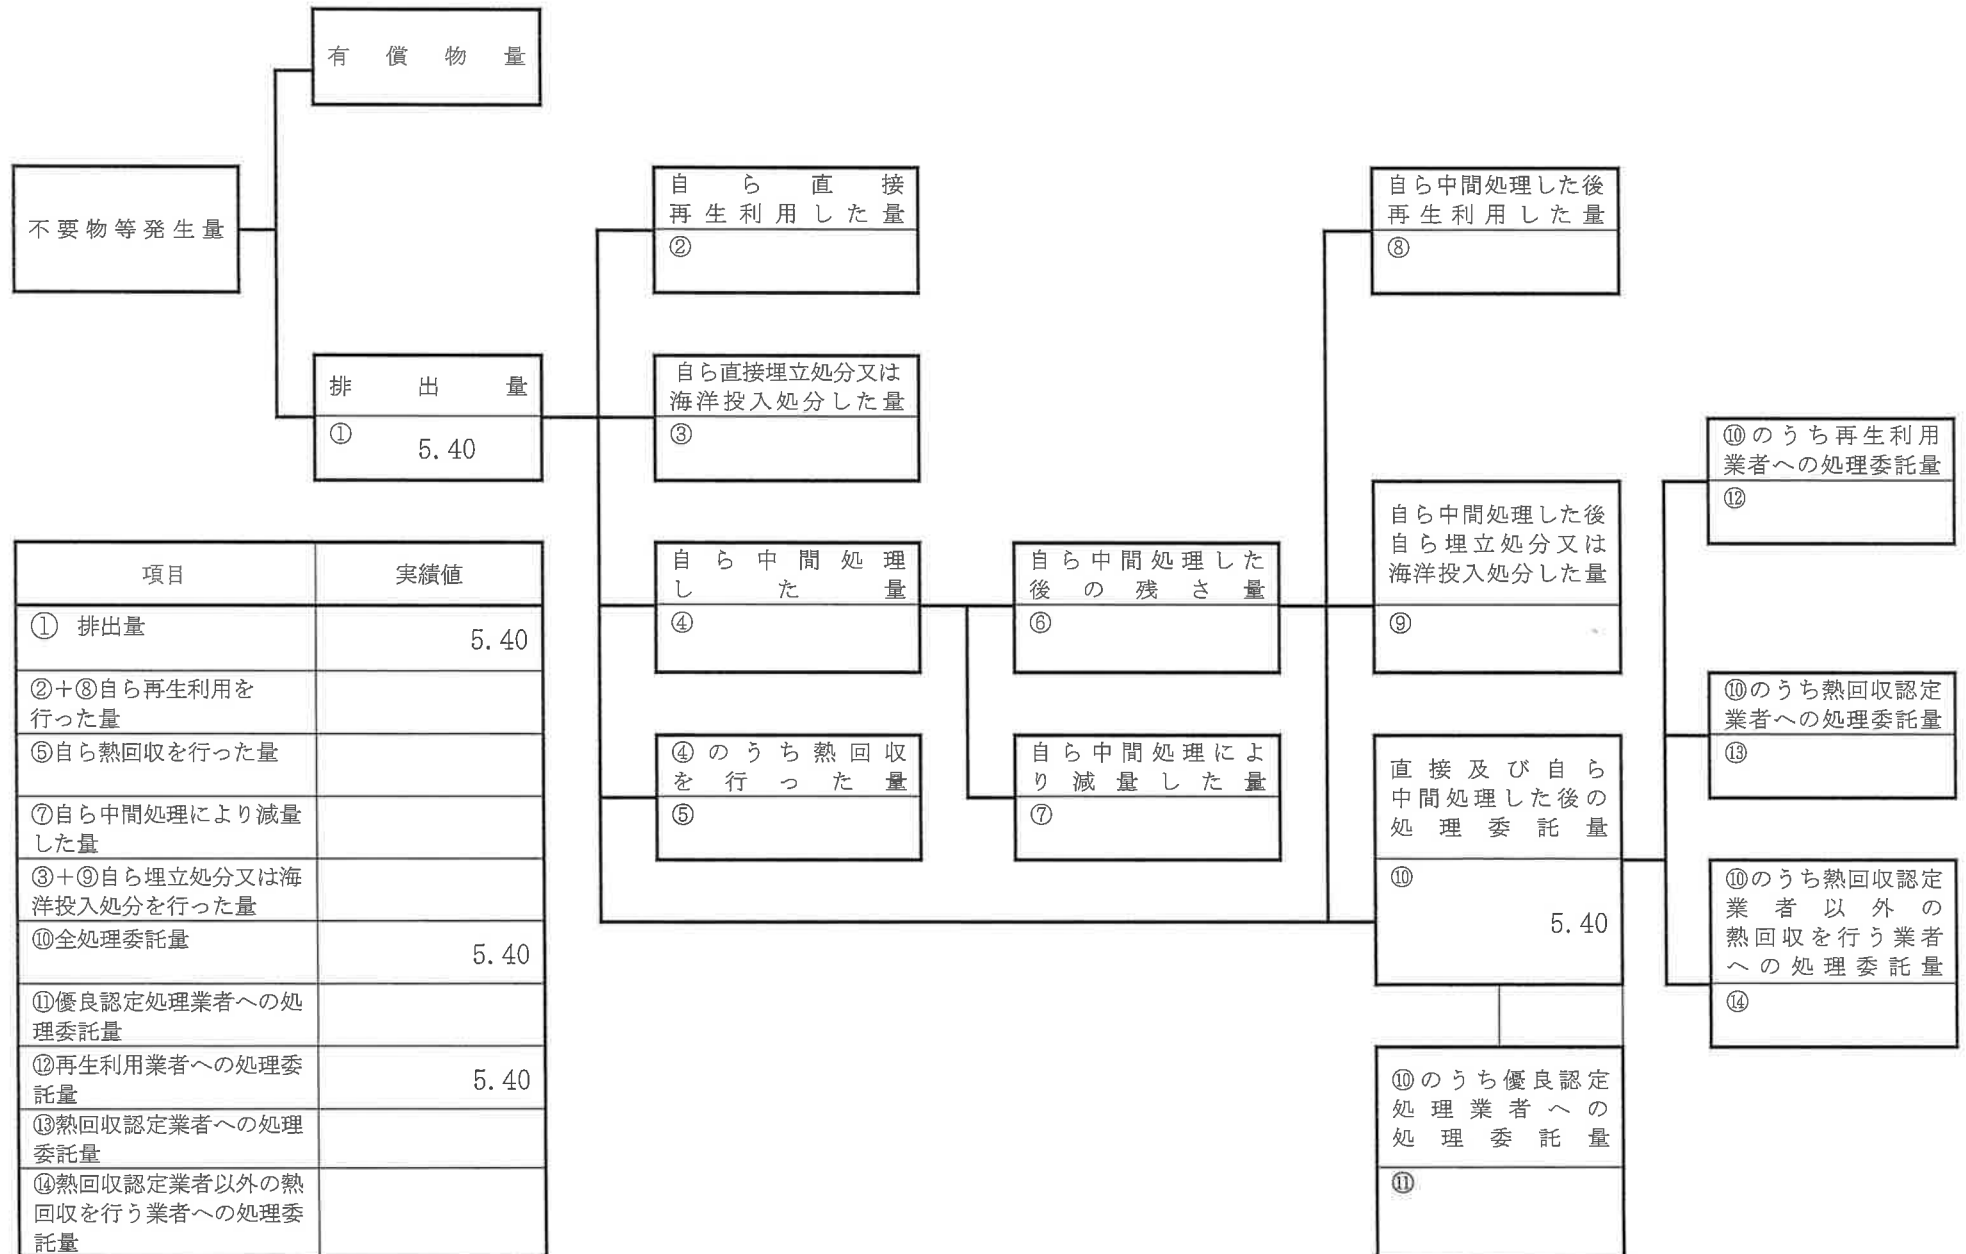 有償物量
不要物等発生量
排出量
① 5.40
自ら直接
再生利用した量
②
自ら直接埋立処分又は
海洋投入処分した量
③
自ら中間処理
した量
④
④のうち熱回収
を行った量
⑤
自ら中間処理した
後の残さ量
⑥
自ら中間処理によ
り減量した量
⑦
自ら中間処理した後
再生利用した量
⑧
自ら中間処理した後
自ら埋立処分又は
海洋投入処分した量
⑨
直接及び自ら
中間処理した後の
処理委託量
⑩
5.40
⑩のうち優良認定
処理業者への
処理委託量
⑪
⑩のうち再生利用
業者への処理委託量
⑫
⑩のうち熱回収認定
業者への処理委託量
⑬
⑩のうち熱回収認定
業者以外の
熱回収を行う業者
への処理委託量
⑭
項目 実績値
① 排出量 5.40
②＋⑧自ら再生利用を
行った量
⑤自ら熱回収を行った量
⑦自ら中間処理により減量
した量
③＋⑨自ら埋立処分又は海
洋投入処分を行った量
⑩全処理委託量 5.40
⑪優良認定処理業者への処
理委託量
⑫再生利用業者への処理委
託量 5.40
⑬熱回収認定業者への処理
委託量
⑭熱回収認定業者以外の熱
回収を行う業者への処理委
託量